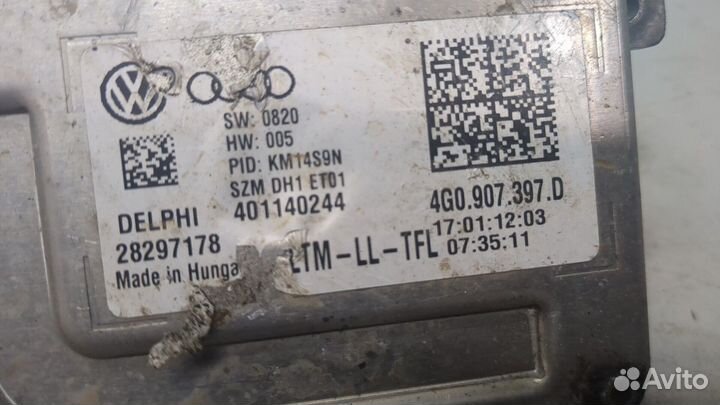 SW: 0820
HW: 005
PID: KM14S9N
SZM DH1 ET01
401140244
DELPHI
28297178
Made in Hunga
LTM-LL-TFL
4G0.907.397.D
17:01:12:03
07:35:11
Avito